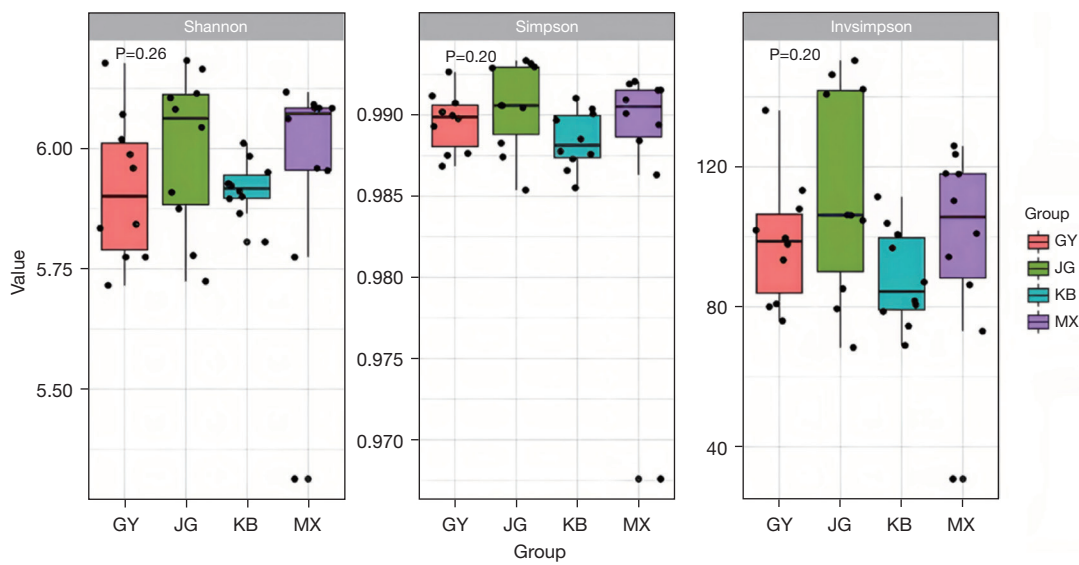 Shannon
Simpson
Invsimpson
P=0.26
P=0.20
P=0.20
Value
6.00
5.75
5.50
0.990
0.985
0.980
0.975
0.970
120
80
40
GY JG KB MX
GY JG KB MX
GY JG KB MX
Group
Group
GY
JG
KB
MX